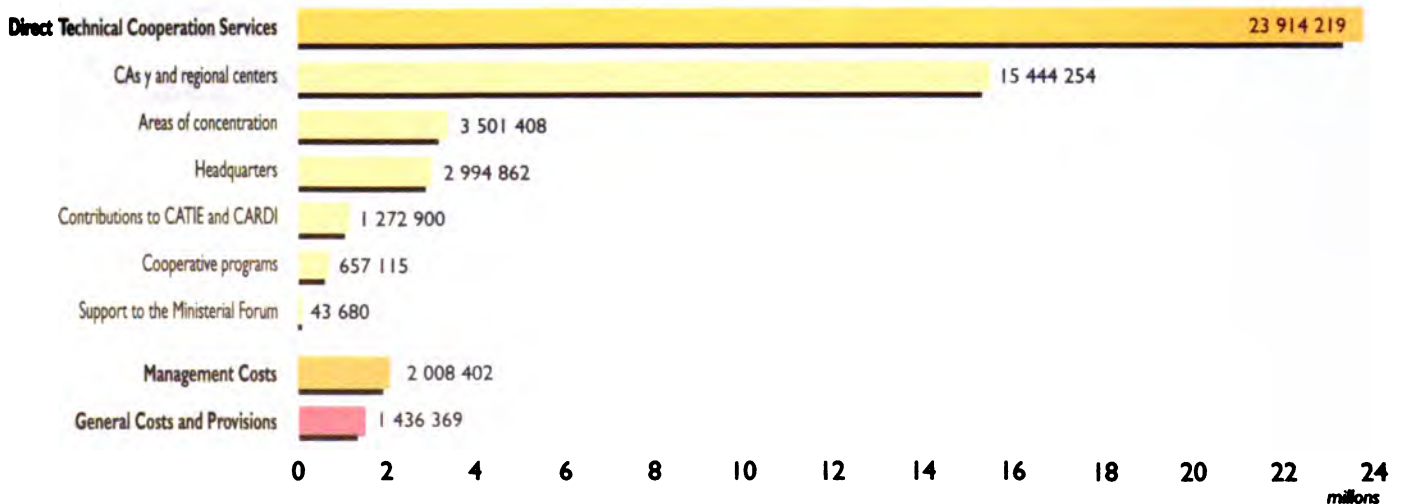 Direct Technical Cooperation Services 23 914 219
CAs y and regional centers 15 444 254
Areas of concentration 3 501 408
Headquarters 2 994 862
Contributions to CATIE and CARDI 1 272 900
Cooperative programs 657 115
Support to the Ministerial Forum 43 680
Management Costs 2 008 402
General Costs and Provisions 1 436 369
0 2 4 6 8 10 12 14 16 18 20 22 24
millons